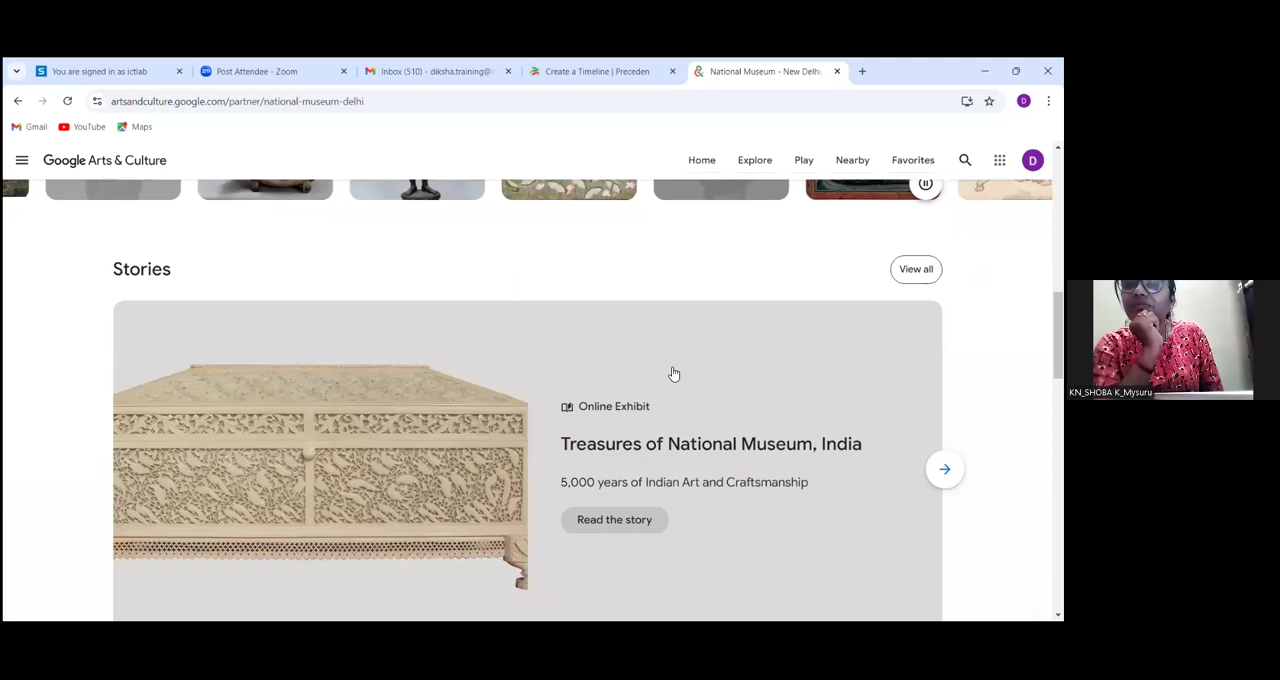 You are signed in as ictlab
Post Attendee - Zoom
Inbox (510) - diksha.training@
Create a Timeline | Preceden
National Museum - New Delhi,
artsandculture.google.com/partner/national-museum-delhi
D
Gmail
YouTube
Maps
Google Arts & Culture
Home
Explore
Play
Nearby
Favorites
D
Stories
View all
Online Exhibit
Treasures of National Museum, India
5,000 years of Indian Art and Craftsmanship
Read the story
KN_SHOBA K_Mysuru